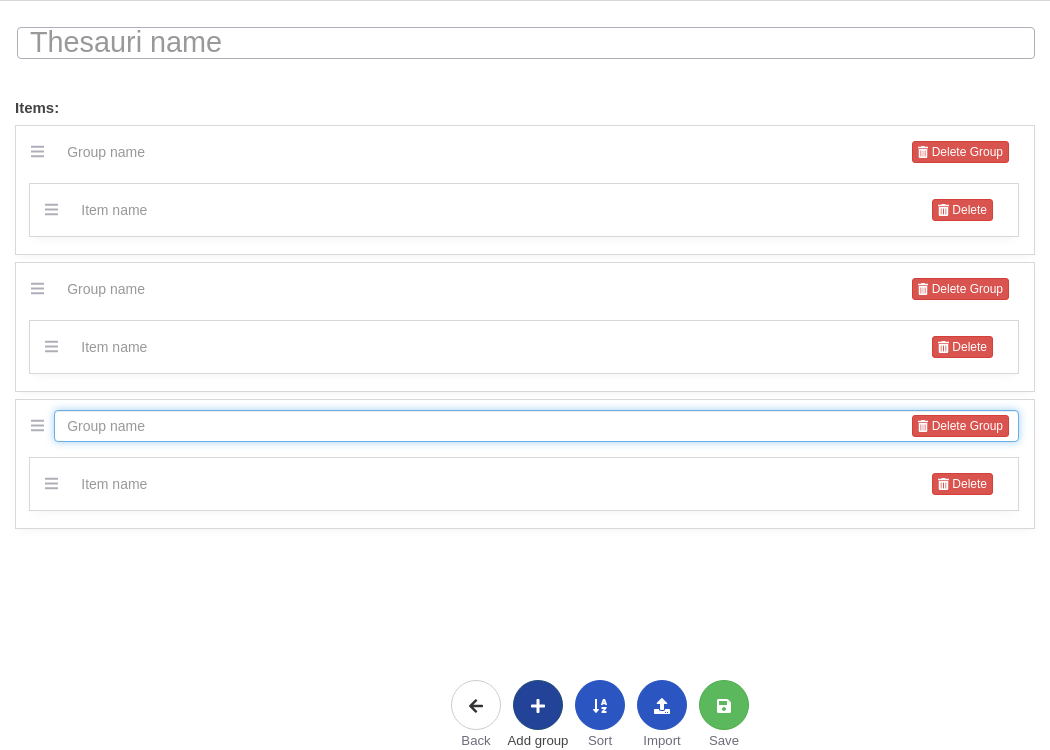 Thesauri name
Items:
Group name Delete Group
Item name Delete
Group name Delete Group
Item name Delete
Group name Delete Group
Item name Delete
Back Add group Sort Import Save